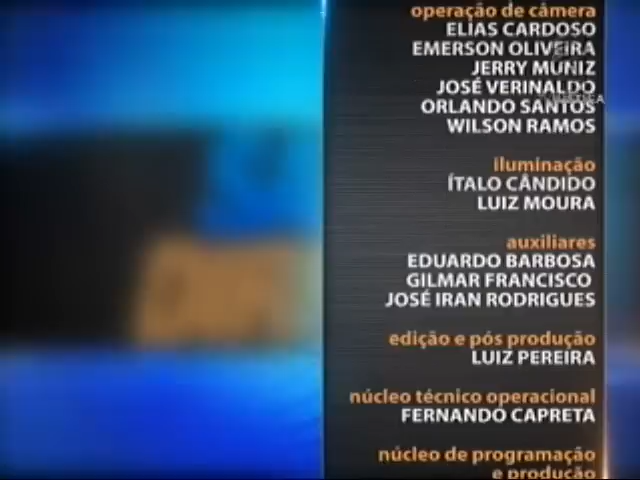 operação de câmera
ELIAS CARDOSO
EMERSON OLIVEIRA
JERRY MUNIZ
JOSÉ VERINALDO
ORLANDO SANTOS
WILSON RAMOS
iluminação
ÍTALO CÂNDIDO
LUIZ MOURA
auxiliares
EDUARDO BARBOSA
GILMAR FRANCISCO
JOSÉ IRAN RODRIGUES
edição e pós produção
LUIZ PEREIRA
núcleo técnico operacional
FERNANDO CAPRETA
núcleo de programação
e produção